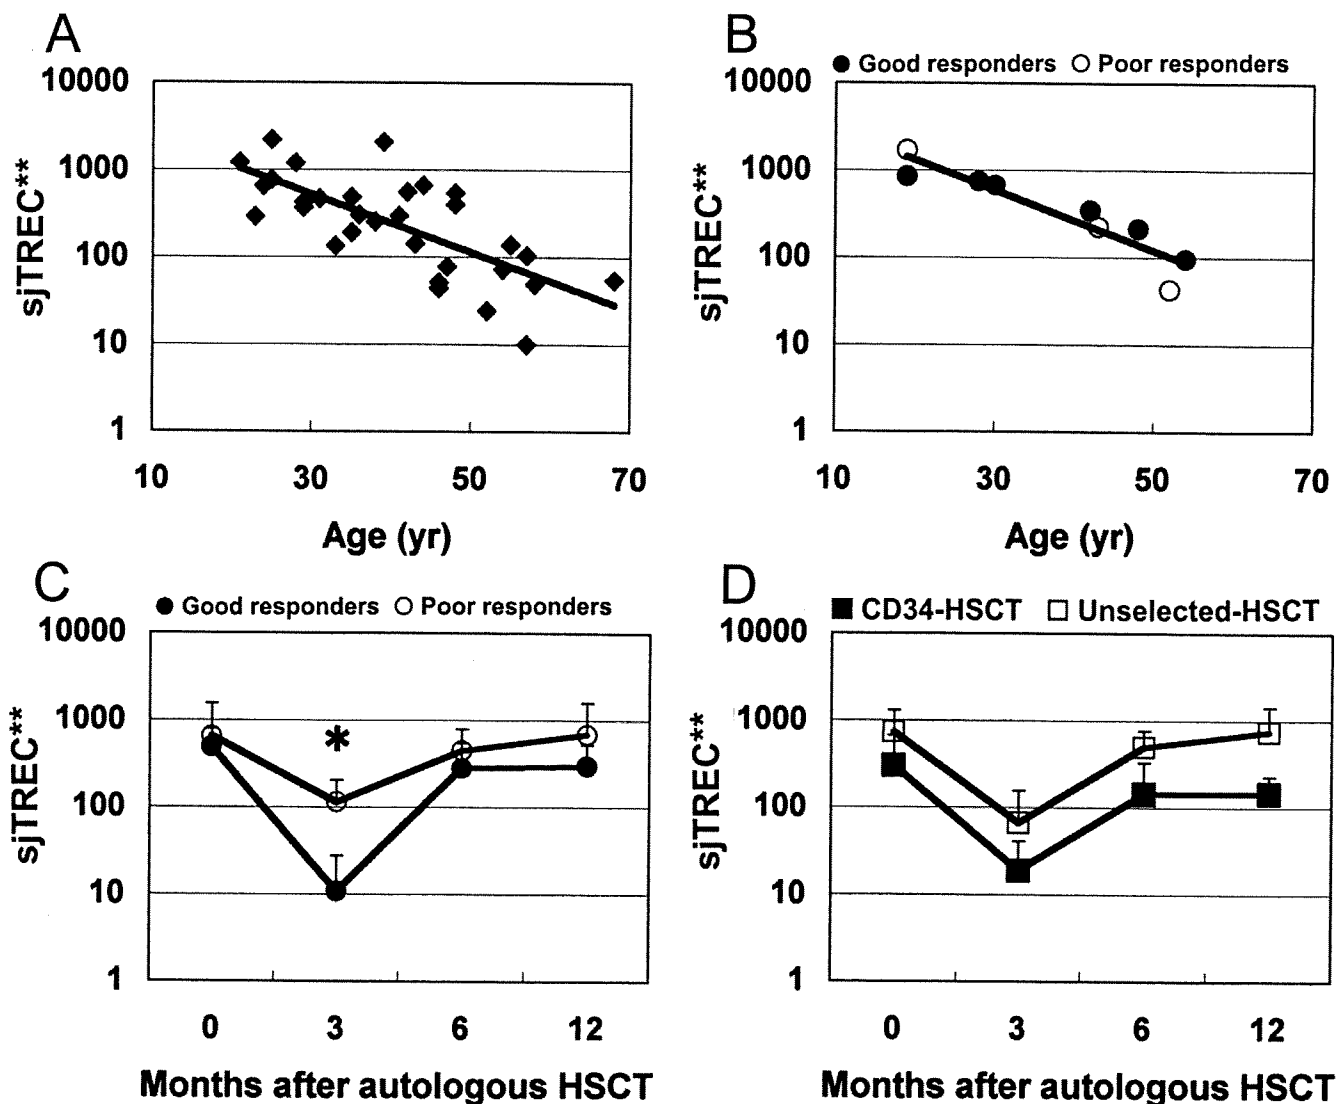 A
10000
1000
100
10
1
sjTREC**
10 30 50 70
Age (yr)
B
● Good responders ○ Poor responders
10000
1000
100
10
1
sjTREC**
10 30 50 70
Age (yr)
C
● Good responders ○ Poor responders
10000
1000
100
10
1
sjTREC**
*
0 3 6 12
Months after autologous HSCT
D
■ CD34-HSCT □ Unselected-HSCT
10000
1000
100
10
1
sjTREC**
0 3 6 12
Months after autologous HSCT